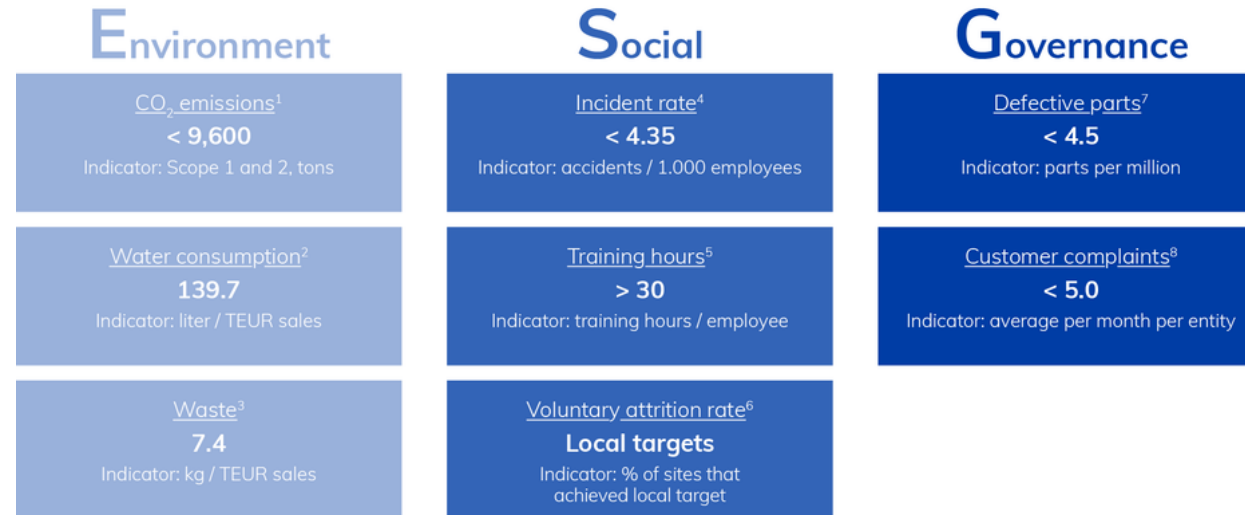 Environment
CO₂ emissions¹
< 9,600
Indicator: Scope 1 and 2, tons
Water consumption²
139.7
Indicator: liter / TEUR sales
Waste³
7.4
Indicator: kg / TEUR sales
Social
Incident rate⁴
< 4.35
Indicator: accidents / 1.000 employees
Training hours⁵
> 30
Indicator: training hours / employee
Voluntary attrition rate⁶
Local targets
Indicator: % of sites that
achieved local target
Governance
Defective parts⁷
< 4.5
Indicator: parts per million
Customer complaints⁸
< 5.0
Indicator: average per month per entity